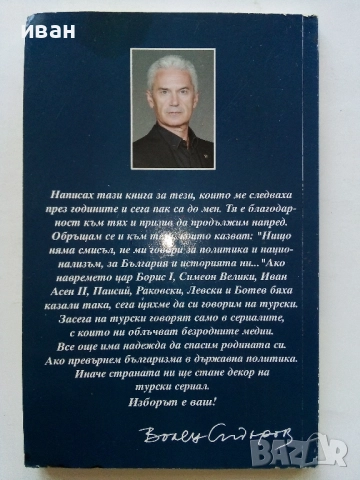 иван
Написах тази книга за тези, които ме следваха
през годините и сега пак са до мен. Тя е благодар-
ност към тях и призив да продължим напред.
Обръщам се и към тези, които казват: "Нищо
няма смисъл, не ми говори за политика и нацио-
нализъм, за България и историята ни..."Ако
навремето цар Борис I, Симеон Велики, Иван
Асен II, Паисий, Раковски, Левски и Ботев бяха
казали така, сега щяхме да си говорим на турски.
Засега на турски говорят само в сериалите,
с които ни облъчват безродните медии.
Все още има надежда да спасим родината си.
Ако превърнем българизма в държавна политика.
Иначе страната ни ще стане декор на
турски сериал.
Изборът е ваш!
Волен Сидеров
BAZAR